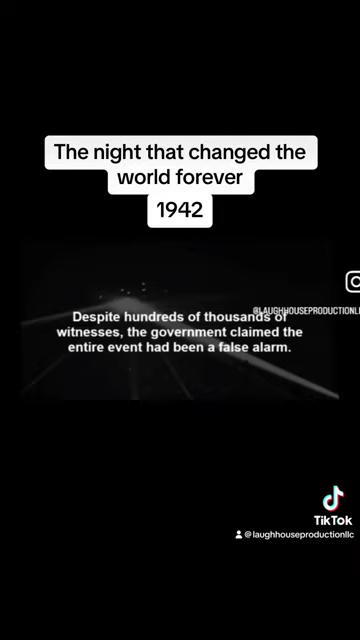 The night that changed the
world forever
1942
@LAUGHHOUSEPRODUCTIONLL
Despite hundreds of thousands of
witnesses, the government claimed the
entire event had been a false alarm.
TikTok
@laughhouseproductionllc